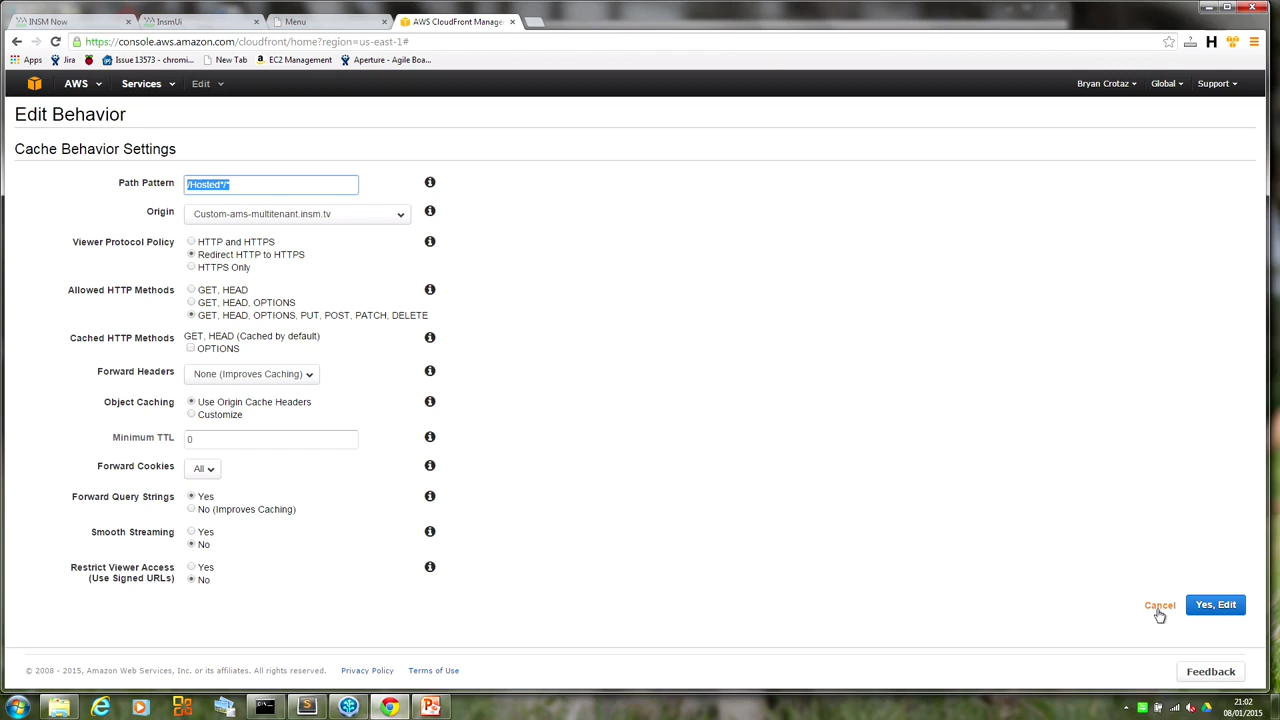 INSM Now
InsmUi
Menu
AWS CloudFront Manage
https://console.aws.amazon.com/cloudfront/home?region=us-east-1#
Apps
Jira
Issue 13573 - chromi...
New Tab
EC2 Management
Aperture - Agile Boa...
AWS
Services
Edit
Bryan Crotaz
Global
Support
Edit Behavior
Cache Behavior Settings
Path Pattern
/Hosted*/*
Origin
Custom-ams-multitenant.insm.tv
Viewer Protocol Policy
HTTP and HTTPS
Redirect HTTP to HTTPS
HTTPS Only
Allowed HTTP Methods
GET, HEAD
GET, HEAD, OPTIONS
GET, HEAD, OPTIONS, PUT, POST, PATCH, DELETE
Cached HTTP Methods
GET, HEAD (Cached by default)
OPTIONS
Forward Headers
None (Improves Caching)
Object Caching
Use Origin Cache Headers
Customize
Minimum TTL
0
Forward Cookies
All
Forward Query Strings
Yes
No (Improves Caching)
Smooth Streaming
Yes
No
Restrict Viewer Access
(Use Signed URLs)
Yes
No
Cancel
Yes, Edit
© 2008 - 2015, Amazon Web Services, Inc. or its affiliates. All rights reserved.
Privacy Policy
Terms of Use
Feedback
21:02
08/01/2015